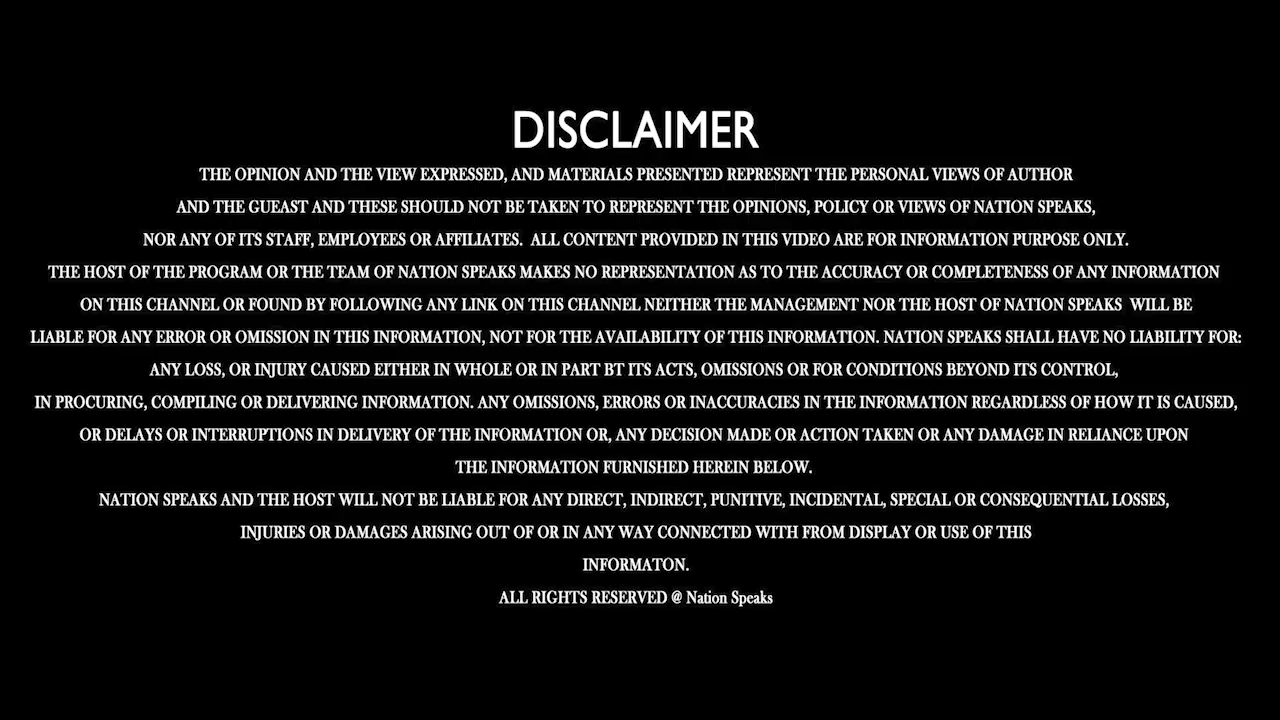 DISCLAIMER
THE OPINION AND THE VIEW EXPRESSED, AND MATERIALS PRESENTED REPRESENT THE PERSONAL VIEWS OF AUTHOR
AND THE GUEAST AND THESE SHOULD NOT BE TAKEN TO REPRESENT THE OPINIONS, POLICY OR VIEWS OF NATION SPEAKS,
NOR ANY OF ITS STAFF, EMPLOYEES OR AFFILIATES.  ALL CONTENT PROVIDED IN THIS VIDEO ARE FOR INFORMATION PURPOSE ONLY.
THE HOST OF THE PROGRAM OR THE TEAM OF NATION SPEAKS MAKES NO REPRESENTATION AS TO THE ACCURACY OR COMPLETENESS OF ANY INFORMATION
ON THIS CHANNEL OR FOUND BY FOLLOWING ANY LINK ON THIS CHANNEL NEITHER THE MANAGEMENT NOR THE HOST OF NATION SPEAKS  WILL BE
LIABLE FOR ANY ERROR OR OMISSION IN THIS INFORMATION, NOT FOR THE AVAILABILITY OF THIS INFORMATION. NATION SPEAKS SHALL HAVE NO LIABILITY FOR:
ANY LOSS, OR INJURY CAUSED EITHER IN WHOLE OR IN PART BT ITS ACTS, OMISSIONS OR FOR CONDITIONS BEYOND ITS CONTROL,
IN PROCURING, COMPILING OR DELIVERING INFORMATION. ANY OMISSIONS, ERRORS OR INACCURACIES IN THE INFORMATION REGARDLESS OF HOW IT IS CAUSED,
OR DELAYS OR INTERRUPTIONS IN DELIVERY OF THE INFORMATION OR, ANY DECISION MADE OR ACTION TAKEN OR ANY DAMAGE IN RELIANCE UPON
THE INFORMATION FURNISHED HEREIN BELOW.
NATION SPEAKS AND THE HOST WILL NOT BE LIABLE FOR ANY DIRECT, INDIRECT, PUNITIVE, INCIDENTAL, SPECIAL OR CONSEQUENTIAL LOSSES,
INJURIES OR DAMAGES ARISING OUT OF OR IN ANY WAY CONNECTED WITH FROM DISPLAY OR USE OF THIS
INFORMATON.
ALL RIGHTS RESERVED @ Nation Speaks